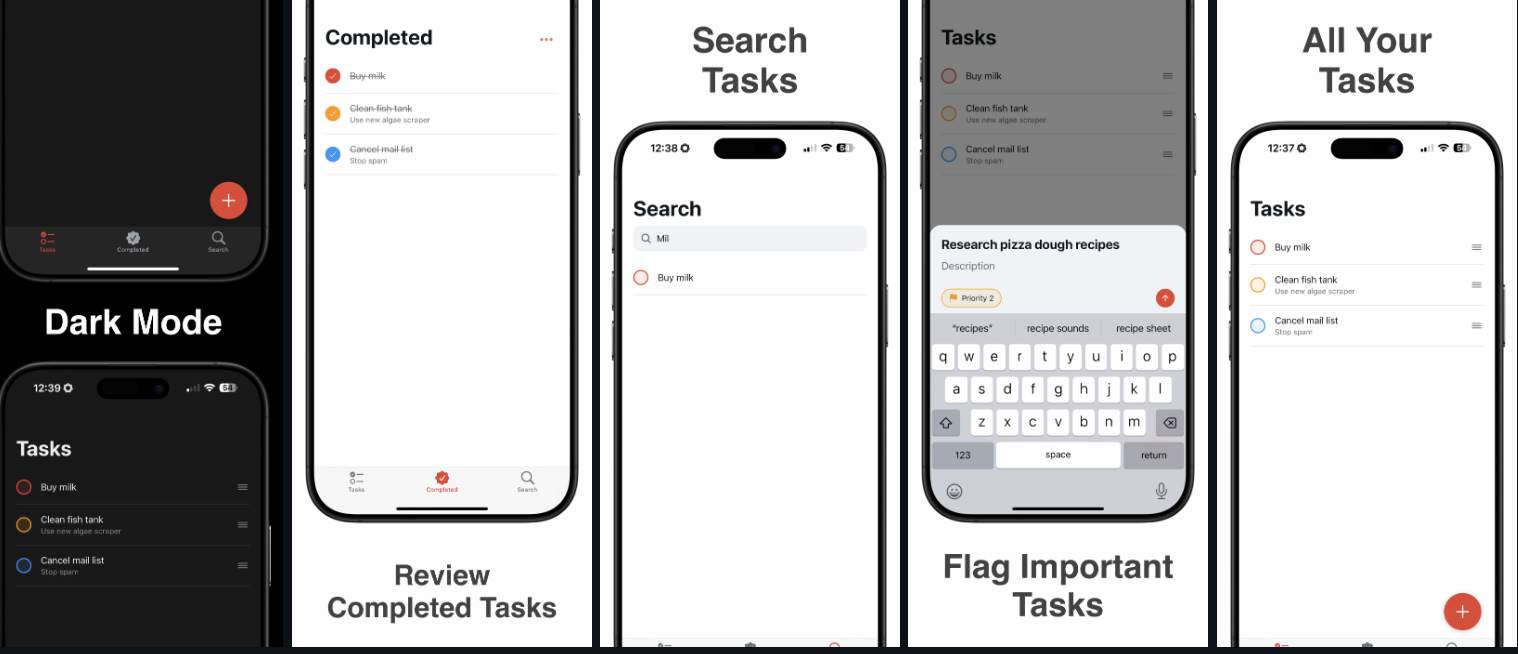 Tasks
Completed
Search
Dark Mode
12:39
54
Tasks
Buy milk
Clean fish tank
Use new algae scraper
Cancel mail list
Stop spam
Completed
Buy milk
Clean fish tank
Use new algae scraper
Cancel mail list
Stop spam
Tasks
Completed
Search
Review
Completed Tasks
Search
Tasks
12:38
54
Search
Mil
Buy milk
Tasks
Buy milk
Clean fish tank
Use new algae scraper
Cancel mail list
Stop spam
Research pizza dough recipes
Description
Priority 2
"recipes" recipe sounds recipe sheet
q w e r t y u i o p
a s d f g h j k l
z x c v b n m
123 space return
Flag Important
Tasks
All Your
Tasks
12:37
54
Tasks
Buy milk
Clean fish tank
Use new algae scraper
Cancel mail list
Stop spam